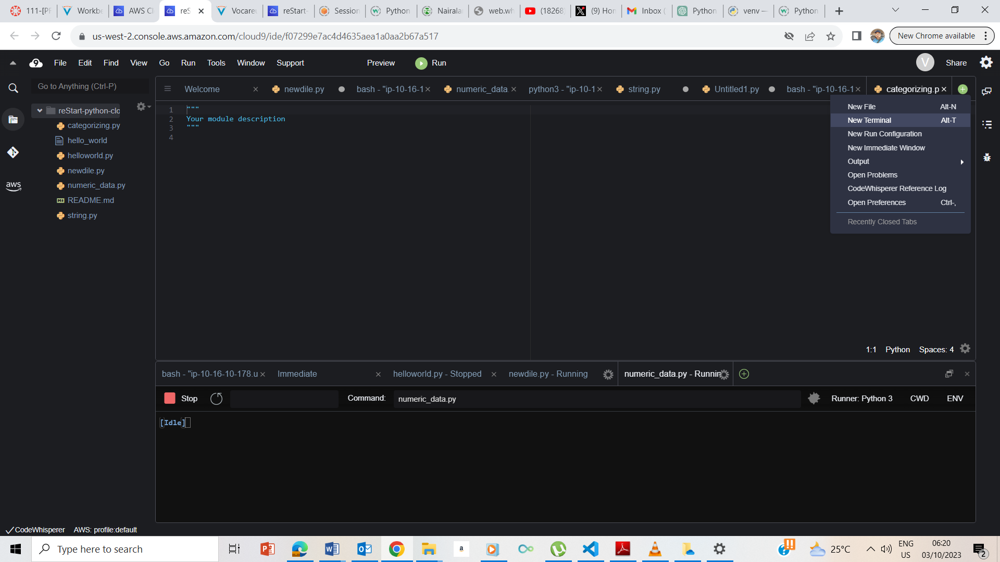 111-[PF
Workbe
AWS Cl
reS
Vocareu
reStart-
Session
Python
Nairalan
web.wh
(18268)
(9) Hom
Inbox (
Python
venv —
Python
us-west-2.console.aws.amazon.com/cloud9/ide/f07299e7ac4d4635aea1a0aa2b67a517
New Chrome available
9
File Edit Find View Go Run Tools Window Support
Preview
Run
V
Share
Go to Anything (Ctrl-P)
Welcome
newdile.py
bash - "ip-10-16-1
numeric_data.
python3 - "ip-10-1
string.py
Untitled1.py
bash - "ip-10-16-1
categorizing.p
reStart-python-clo
categorizing.py
hello_world
helloworld.py
newdile.py
numeric_data.py
README.md
string.py
aws
1 """
2 Your module description
3 """
4
New File Alt-N
New Terminal Alt-T
New Run Configuration
New Immediate Window
Output
Open Problems
CodeWhisperer Reference Log
Open Preferences Ctrl-,
Recently Closed Tabs
1:1 Python Spaces: 4
bash - "ip-10-16-10-178.u
Immediate
helloworld.py - Stopped
newdile.py - Running
numeric_data.py - Runnin
Stop
Command:
numeric_data.py
Runner: Python 3
CWD
ENV
[Idle]
CodeWhisperer
AWS: profile:default
Type here to search
a
25°C
ENG
US
06:20
03/10/2023
2